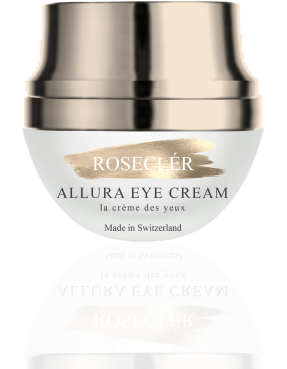 ROSECLÉR
ALLURA EYE CREAM
la crème des yeux
Made in Switzerland